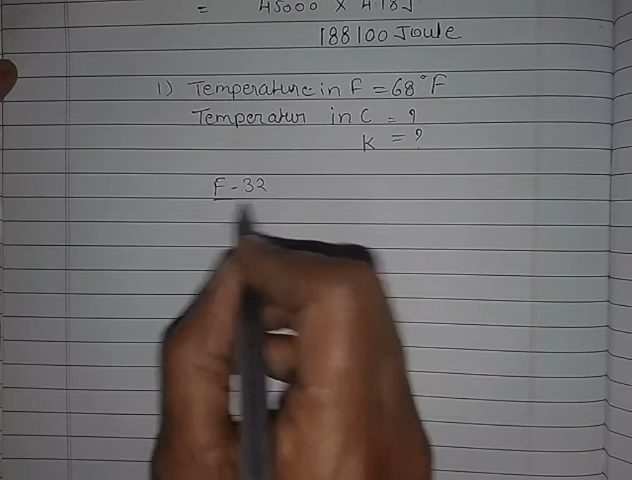 = 45000 × 4.18J
188100 Joule
1) Temperature in F = 68°F
Temperatur in C = ?
K = ?
F - 32